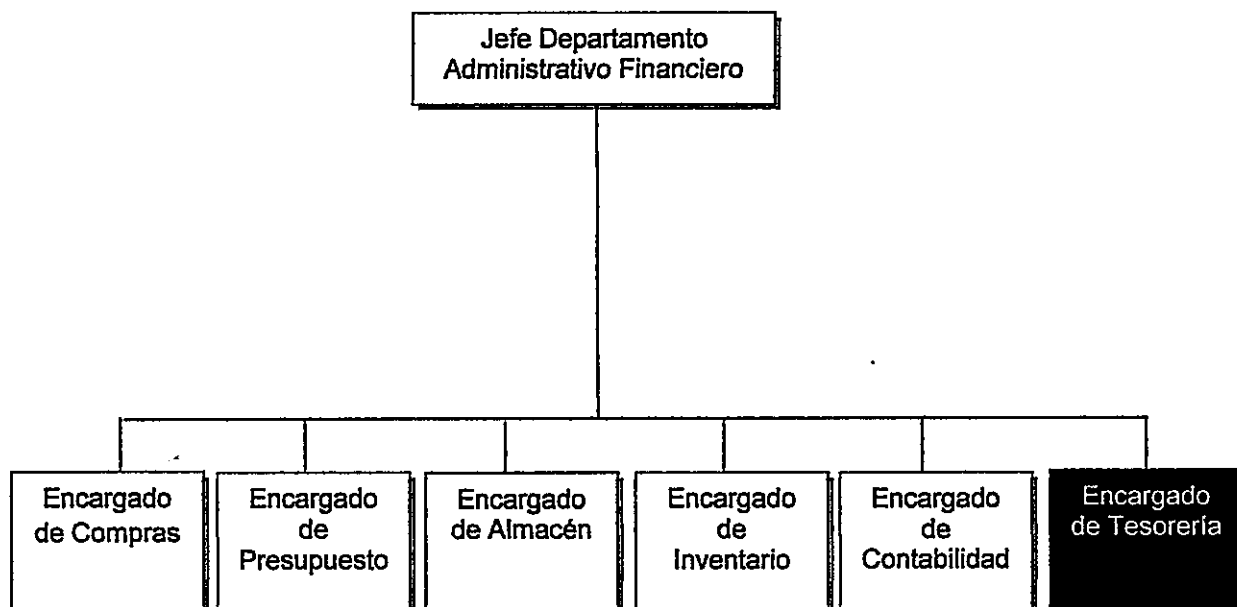 Jefe Departamento
Administrativo Financiero
Encargado
de Compras
Encargado
de
Presupuesto
Encargado
de Almacén
Encargado
de
Inventario
Encargado
de
Contabilidad
Encargado
de Tesorería